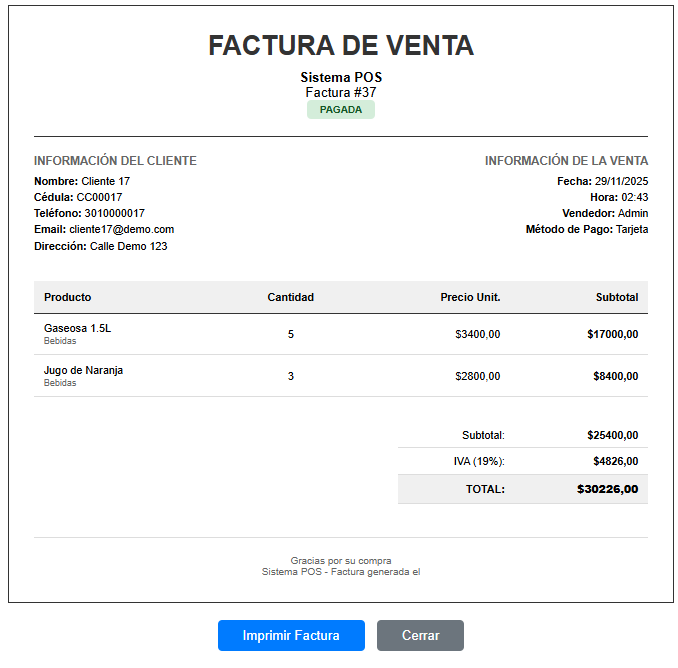 FACTURA DE VENTA
Sistema POS
Factura #37
PAGADA
INFORMACIÓN DEL CLIENTE
Nombre: Cliente 17
Cédula: CC00017
Teléfono: 3010000017
Email: cliente17@demo.com
Dirección: Calle Demo 123
INFORMACIÓN DE LA VENTA
Fecha: 29/11/2025
Hora: 02:43
Vendedor: Admin
Método de Pago: Tarjeta
Producto Cantidad Precio Unit. Subtotal
Gaseosa 1.5L 5 $3400,00 $17000,00
Bebidas
Jugo de Naranja 3 $2800,00 $8400,00
Bebidas
Subtotal: $25400,00
IVA (19%): $4826,00
TOTAL: $30226,00
Gracias por su compra
Sistema POS - Factura generada el
Imprimir Factura Cerrar